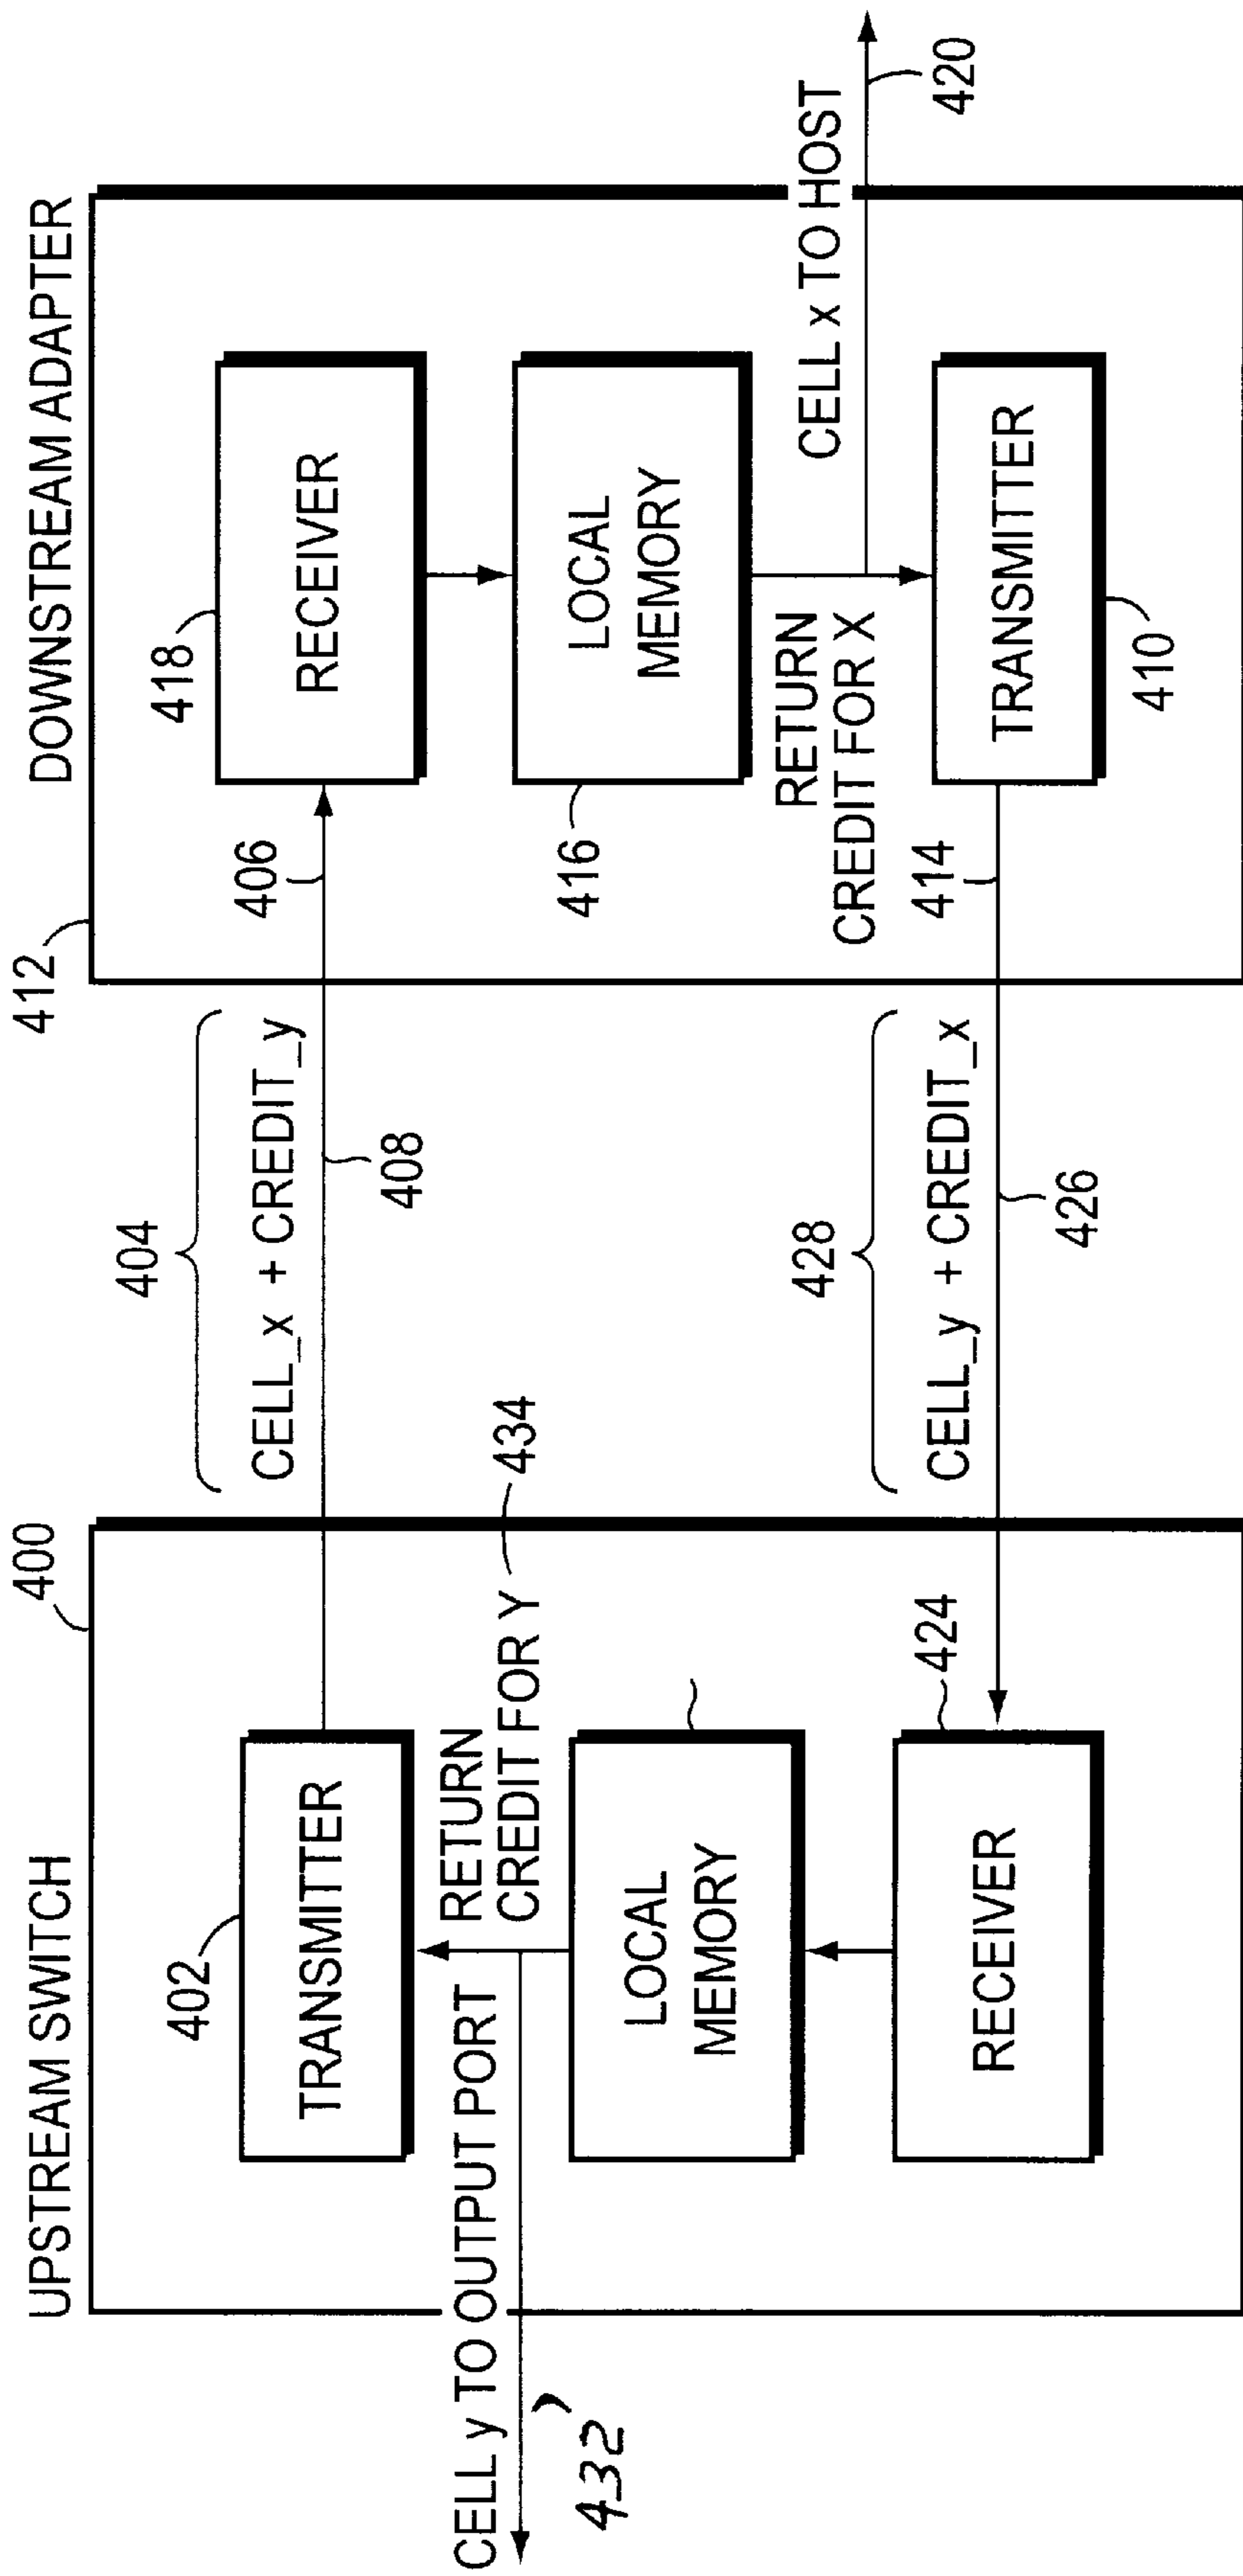 UPSTREAM SWITCH
400
402
TRANSMITTER
RETURN
CREDIT FOR Y
434
CELL y TO OUTPUT PORT
432
LOCAL
MEMORY
RECEIVER
424
404
CELL_x + CREDIT_y
408
428
CELL_y + CREDIT_x
426
DOWNSTREAM ADAPTER
412
406
418
RECEIVER
416
LOCAL
MEMORY
RETURN
CREDIT FOR X
CELL x TO HOST
420
414
TRANSMITTER
410